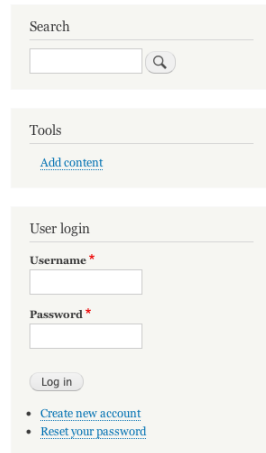 Search
Tools
Add content
User login
Username *
Password *
Log in
Create new account
Reset your password